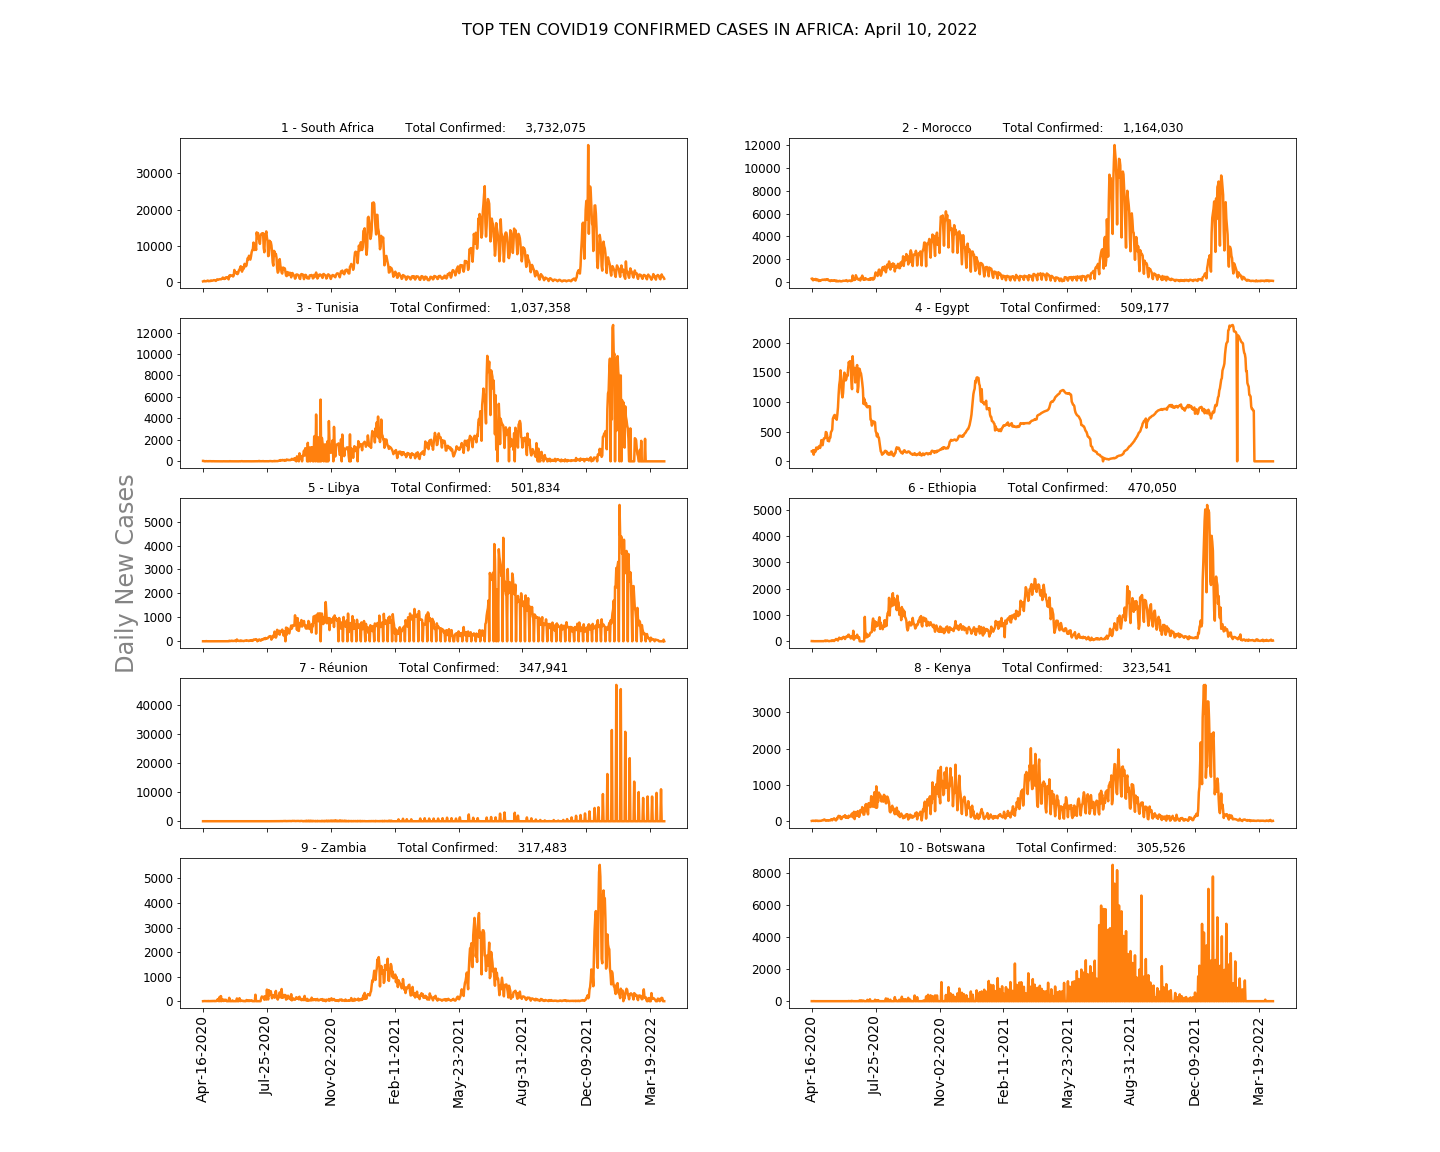 TOP TEN COVID19 CONFIRMED CASES IN AFRICA: April 10, 2022
Daily New Cases
1 - South Africa Total Confirmed: 3,732,075
30000
20000
10000
0
2 - Morocco Total Confirmed: 1,164,030
12000
10000
8000
6000
4000
2000
0
3 - Tunisia Total Confirmed: 1,037,358
12000
10000
8000
6000
4000
2000
0
4 - Egypt Total Confirmed: 509,177
2000
1500
1000
500
0
5 - Libya Total Confirmed: 501,834
5000
4000
3000
2000
1000
0
6 - Ethiopia Total Confirmed: 470,050
5000
4000
3000
2000
1000
0
7 - Réunion Total Confirmed: 347,941
40000
30000
20000
10000
0
8 - Kenya Total Confirmed: 323,541
3000
2000
1000
0
9 - Zambia Total Confirmed: 317,483
5000
4000
3000
2000
1000
0
Apr-16-2020
Jul-25-2020
Nov-02-2020
Feb-11-2021
May-23-2021
Aug-31-2021
Dec-09-2021
Mar-19-2022
10 - Botswana Total Confirmed: 305,526
8000
6000
4000
2000
0
Apr-16-2020
Jul-25-2020
Nov-02-2020
Feb-11-2021
May-23-2021
Aug-31-2021
Dec-09-2021
Mar-19-2022